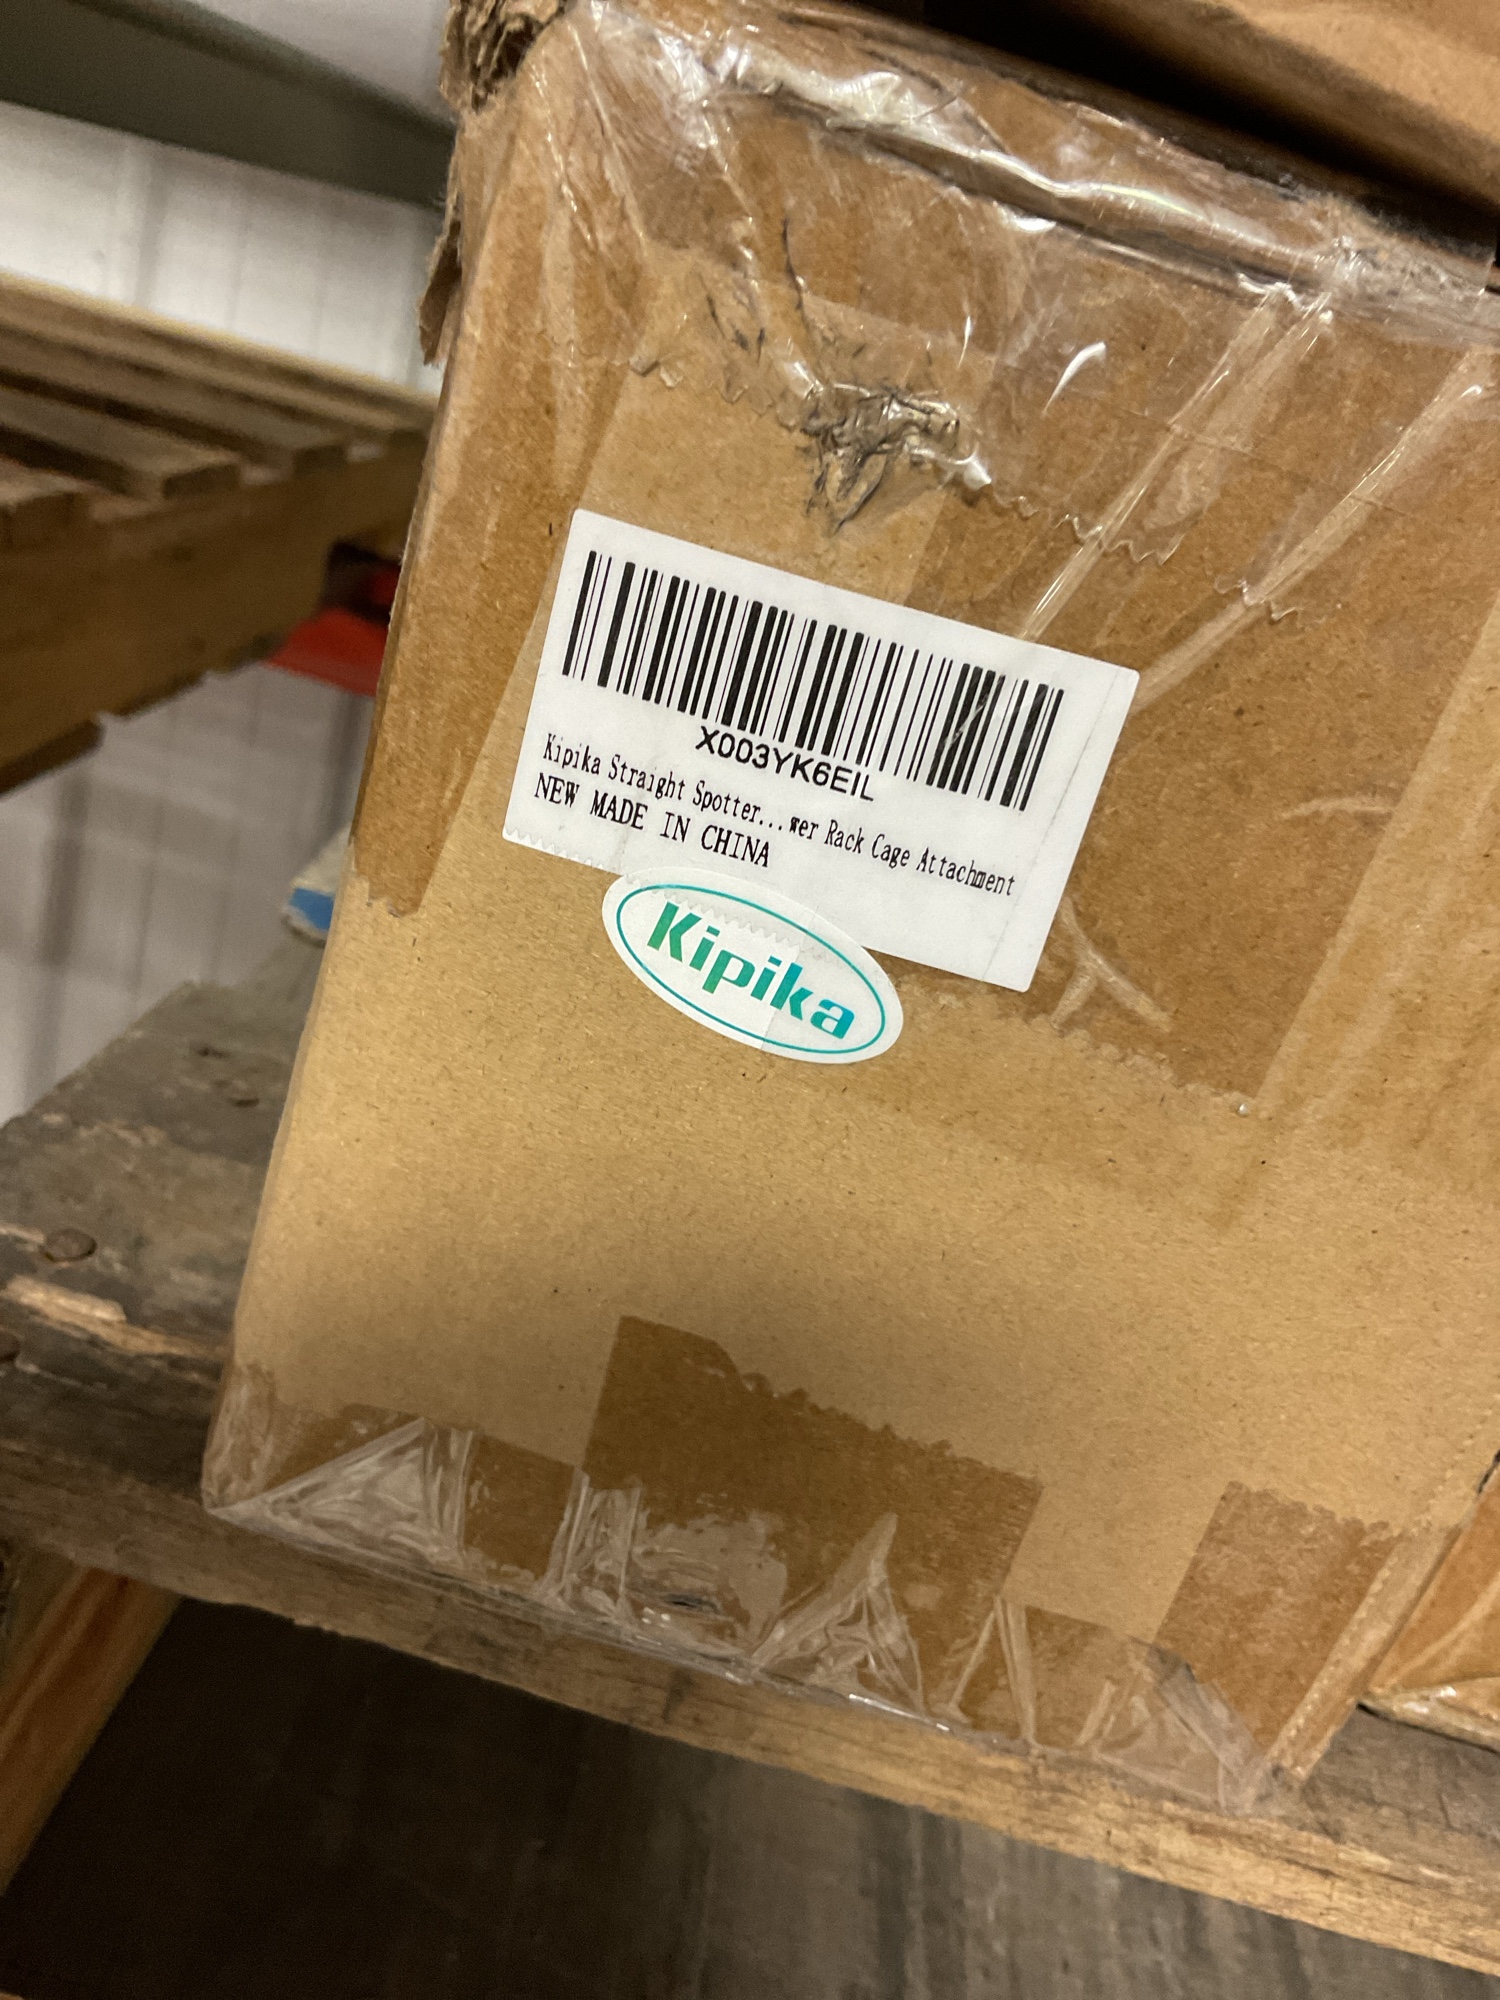 X003YK6EIL
Kipika Straight Spotter...wer Rack Cage Attachment
NEW MADE IN CHINA
Kipika